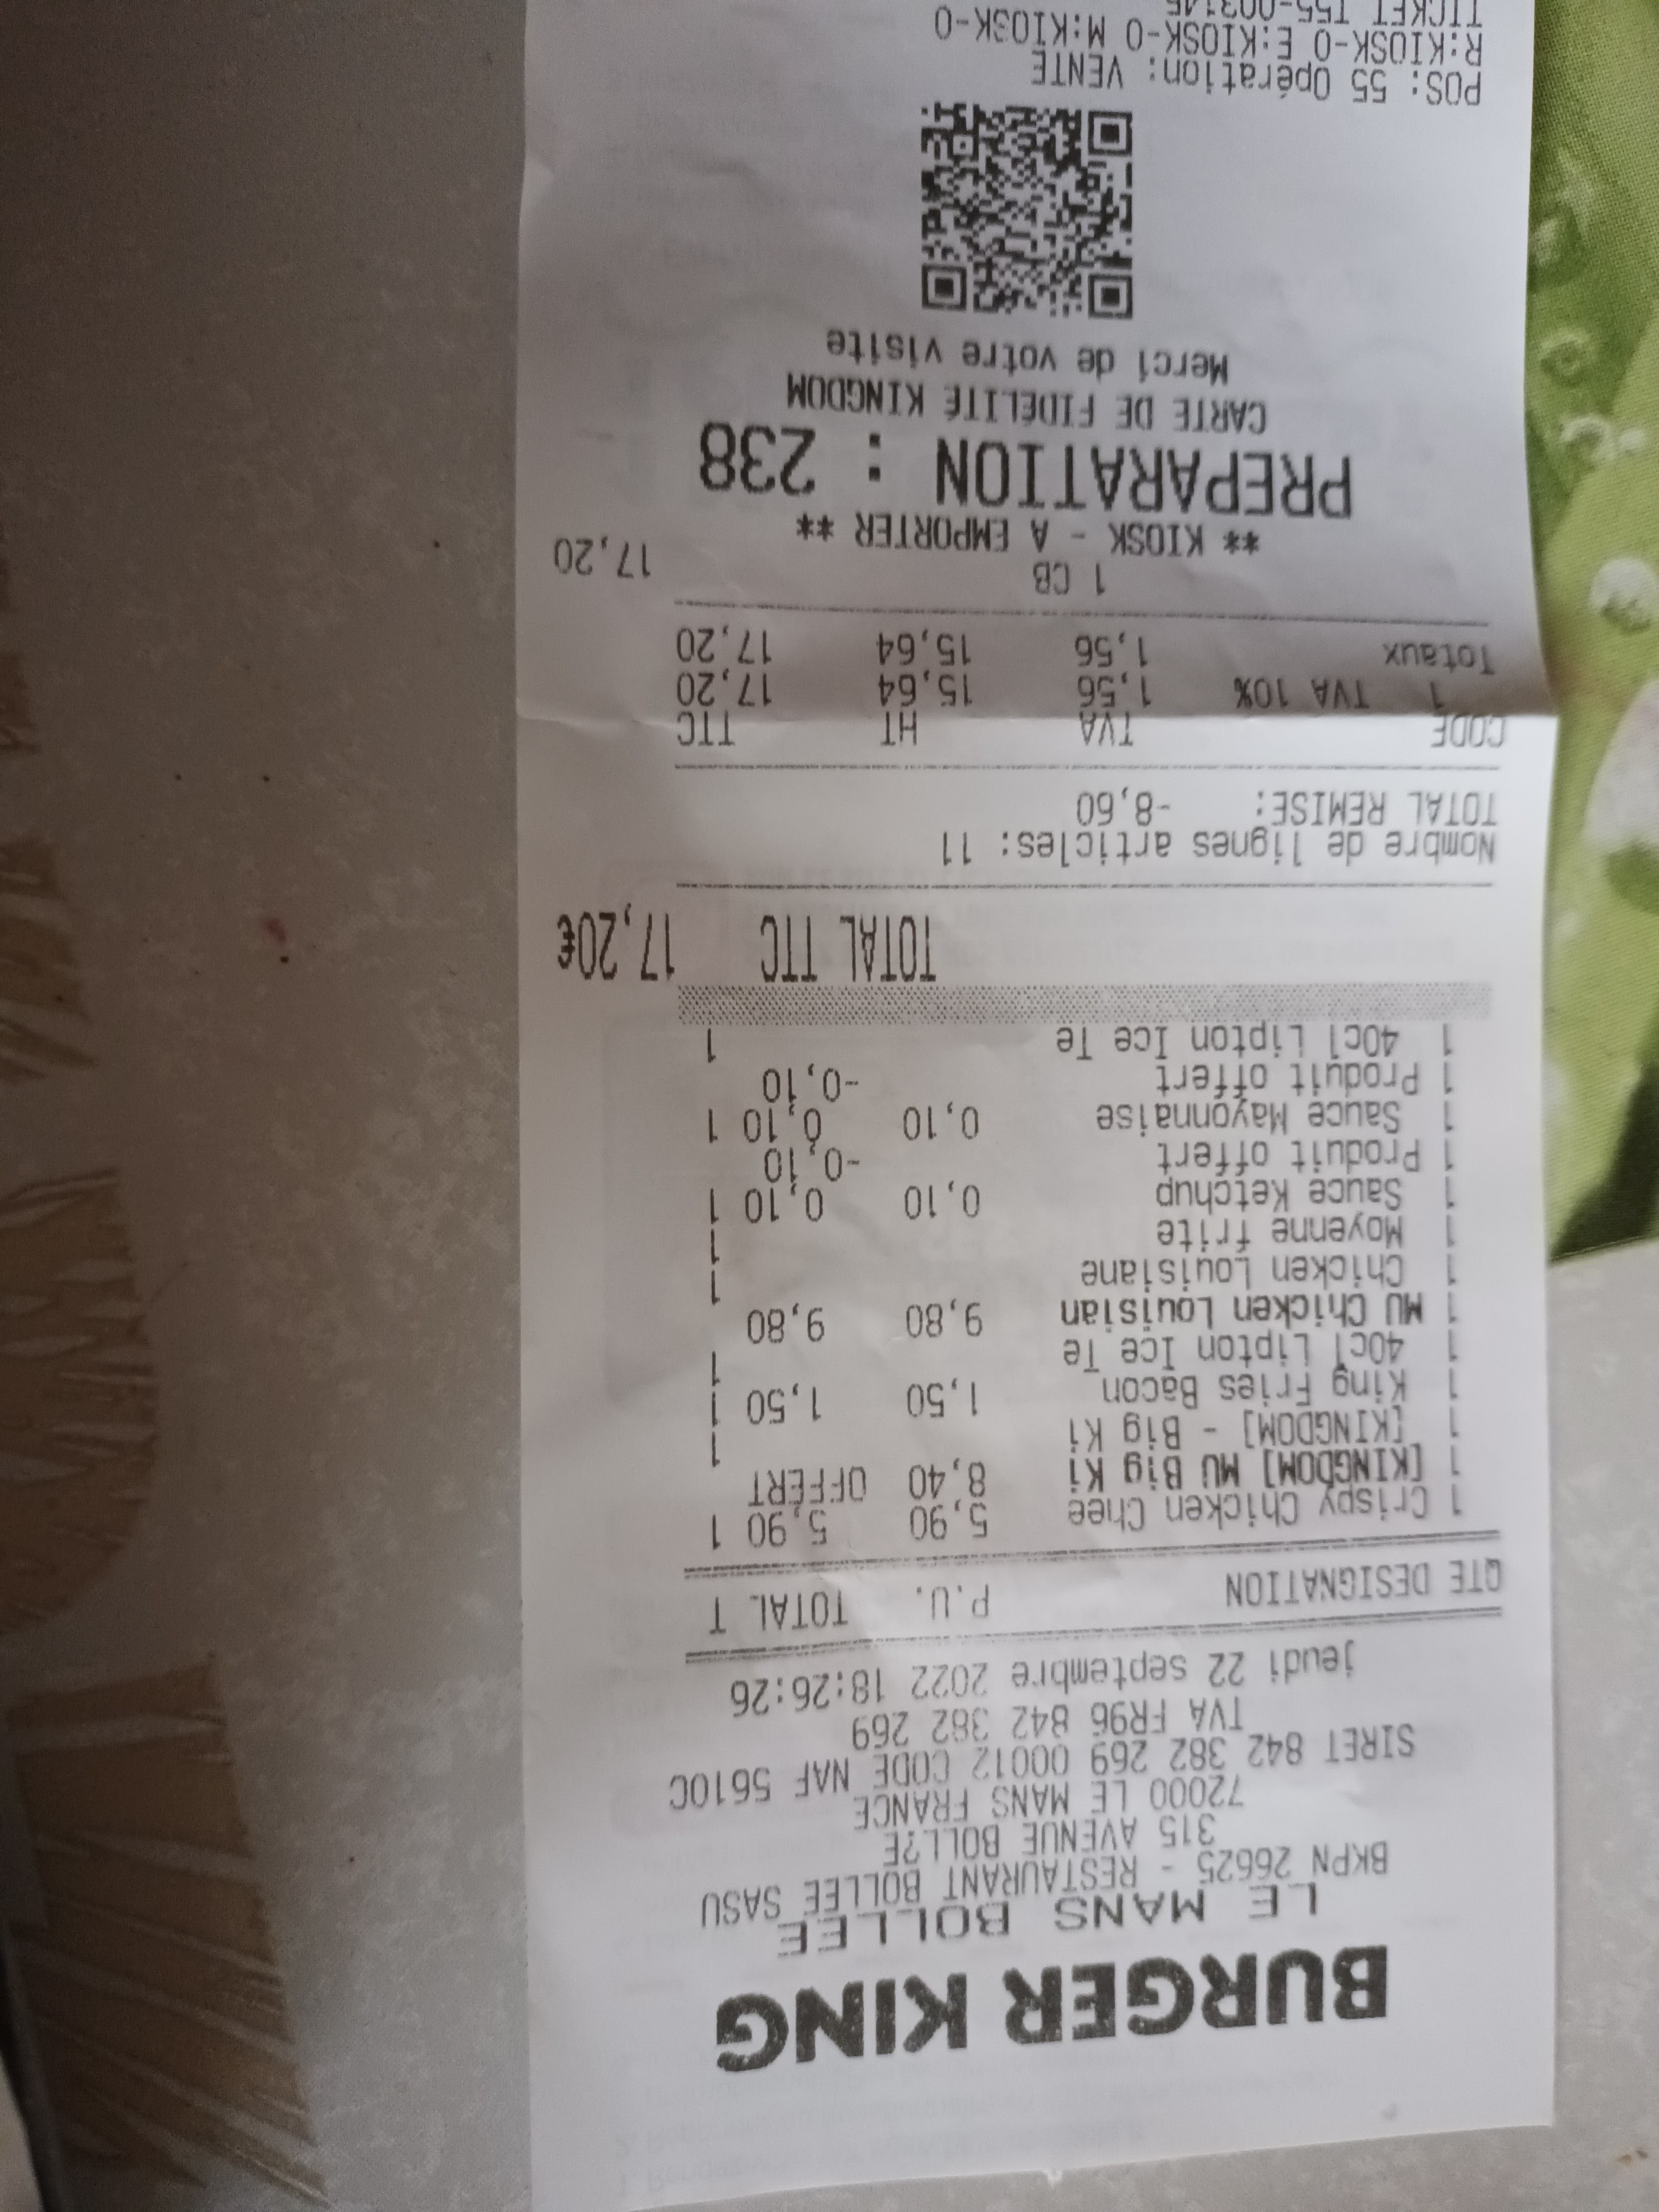 BURGER KING
LE MANS BOLLEE
BKPN 26625 - RESTAURANT BOLLEE SASU
315 AVENUE BOLL?E
72000 LE MANS FRANCE
SIRET 842 382 269 00012 CODE NAF 5610C
TVA FR96 842 382 269
jeudi 22 septembre 2022 18:26:26
QTE DESIGNATION P.U. TOTAL T
1 Crispy Chicken Chee 5,90 5,90 1
1 [KINGDOM] MU Big Ki 8,40 OFFERT
1 [KINGDOM] - Big Ki 1
1 King Fries Bacon 1,50 1,50 1
1 40cl Lipton Ice Te 1
1 MU Chicken Louisian 9,80 9,80
1 Chicken Louisiane 1
1 Moyenne frite 1
1 Sauce Ketchup 0,10 0,10 1
1 Produit offert -0,10
1 Sauce Mayonnaise 0,10 0,10 1
1 Produit offert -0,10
1 40cl Lipton Ice Te 1
TOTAL TTC 17,20€
Nombre de lignes articles: 11
TOTAL REMISE: -8,60
CODE TVA HT TTC
1 TVA 10% 1,56 15,64 17,20
Totaux 1,56 15,64 17,20
1 CB 17,20
** KIOSK - A EMPORTER **
PREPARATION : 238
CARTE DE FIDELITÉ KINGDOM
Merci de votre visite
POS: 55 Opération: VENTE
R:KIOSK-0 E:KIOSK-0 M:KIOSK-0
TICKET T55-003145